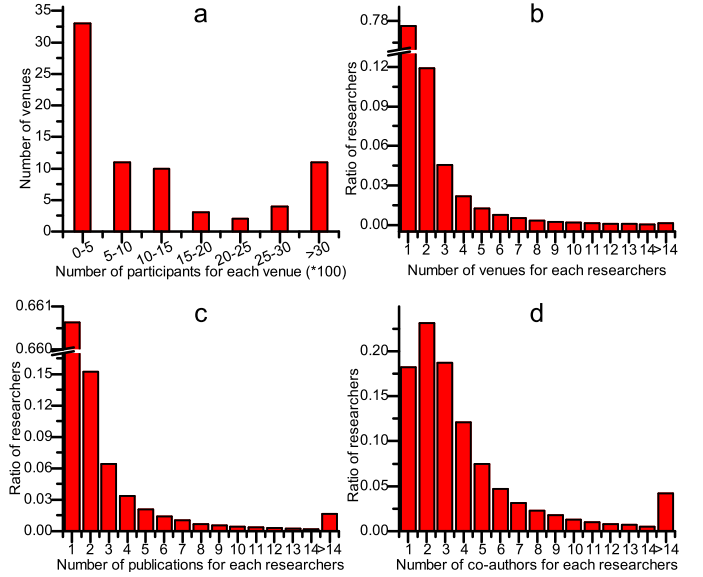 a
35
30
25
20
15
10
5
0
Number of venues
0-5 5-10 10-15 15-20 20-25 25-30 >30
Number of participants for each venue (*100)
b
0.78
0.12
0.09
0.06
0.03
0.00
Ratio of researchers
1 2 3 4 5 6 7 8 9 10 11 12 13 14 >14
Number of venues for each researchers
c
0.661
0.660
0.15
0.12
0.09
0.06
0.03
0.00
Ratio of researchers
1 2 3 4 5 6 7 8 9 10 11 12 13 14 >14
Number of publications for each researchers
d
0.20
0.15
0.10
0.05
0.00
Ratio of researchers
1 2 3 4 5 6 7 8 9 10 11 12 13 14 >14
Number of co-authors for each researchers